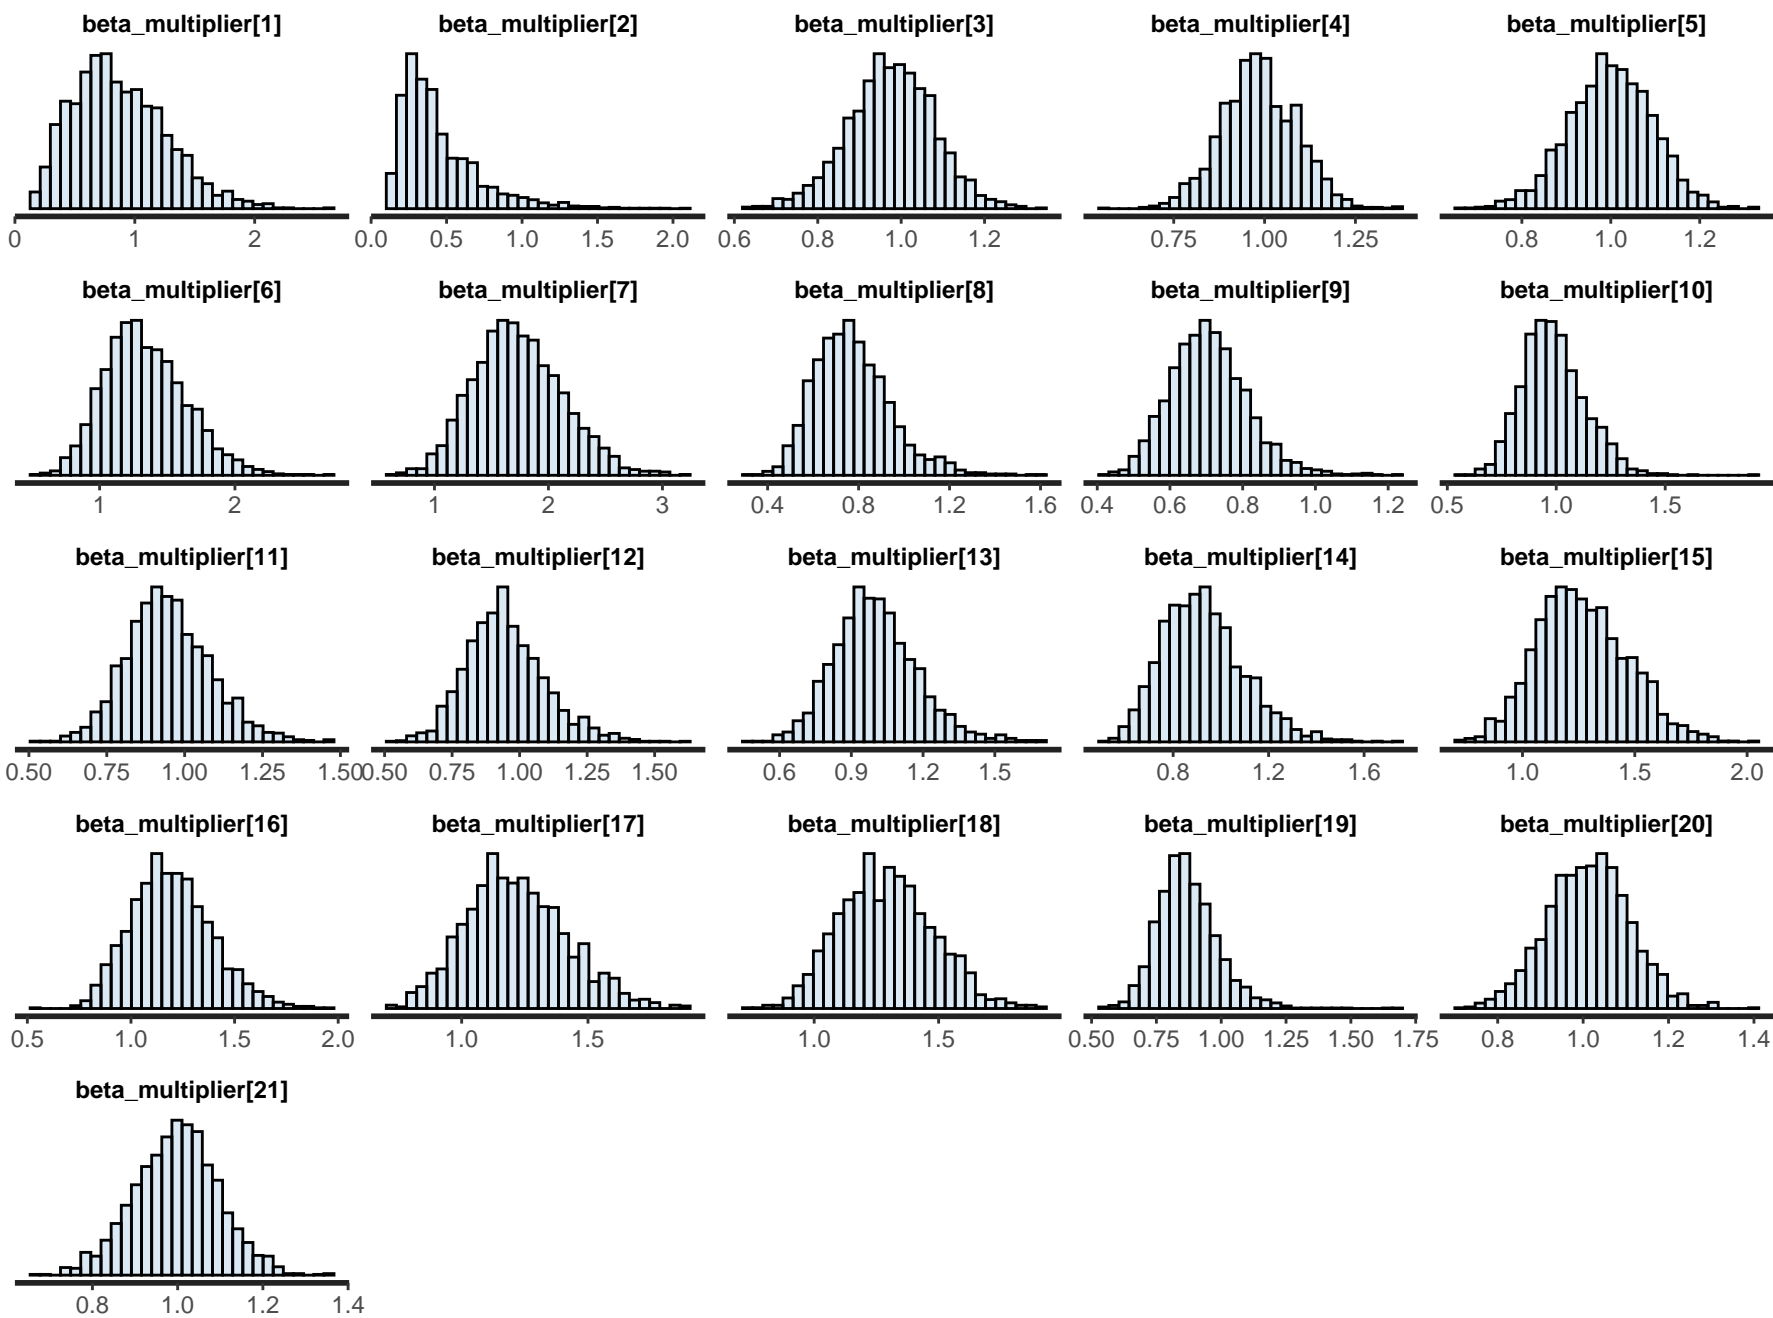 beta_multiplier[1] beta_multiplier[2] beta_multiplier[3] beta_multiplier[4] beta_multiplier[5]
0 1 2 0.0 0.5 1.0 1.5 2.0 0.6 0.8 1.0 1.2 0.75 1.00 1.25 0.8 1.0 1.2
beta_multiplier[6] beta_multiplier[7] beta_multiplier[8] beta_multiplier[9] beta_multiplier[10]
1 2 1 2 3 0.4 0.8 1.2 1.6 0.4 0.6 0.8 1.0 1.2 0.5 1.0 1.5
beta_multiplier[11] beta_multiplier[12] beta_multiplier[13] beta_multiplier[14] beta_multiplier[15]
0.50 0.75 1.00 1.25 1.50 0.50 0.75 1.00 1.25 1.50 0.6 0.9 1.2 1.5 0.8 1.2 1.6 1.0 1.5 2.0
beta_multiplier[16] beta_multiplier[17] beta_multiplier[18] beta_multiplier[19] beta_multiplier[20]
0.5 1.0 1.5 2.0 1.0 1.5 1.0 1.5 0.50 0.75 1.00 1.25 1.50 1.75 0.8 1.0 1.2 1.4
beta_multiplier[21]
0.8 1.0 1.2 1.4